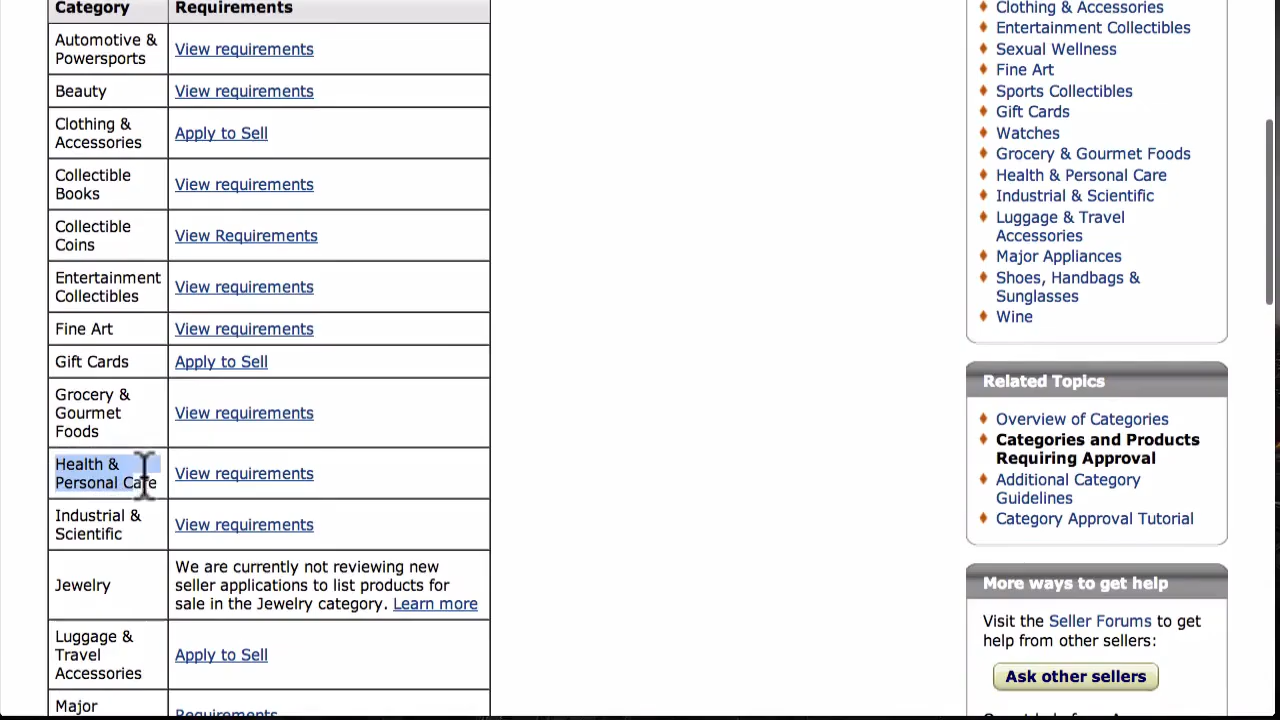 Category Requirements
Automotive &
Powersports
View requirements
Beauty
View requirements
Clothing &
Accessories
Apply to Sell
Collectible
Books
View requirements
Collectible
Coins
View Requirements
Entertainment
Collectibles
View requirements
Fine Art
View requirements
Gift Cards
Apply to Sell
Grocery &
Gourmet
Foods
View requirements
Health &
Personal Care
View requirements
Industrial &
Scientific
View requirements
Jewelry
We are currently not reviewing new
seller applications to list products for
sale in the Jewelry category. Learn more
Luggage &
Travel
Accessories
Apply to Sell
Major
Requirements
Clothing & Accessories
Entertainment Collectibles
Sexual Wellness
Fine Art
Sports Collectibles
Gift Cards
Watches
Grocery & Gourmet Foods
Health & Personal Care
Industrial & Scientific
Luggage & Travel
Accessories
Major Appliances
Shoes, Handbags &
Sunglasses
Wine
Related Topics
Overview of Categories
Categories and Products
Requiring Approval
Additional Category
Guidelines
Category Approval Tutorial
More ways to get help
Visit the Seller Forums to get
help from other sellers:
Ask other sellers